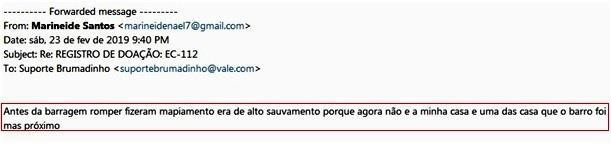 ---------- Forwarded message ---------
From: Marineide Santos <marineidenael7@gmail.com>
Date: sáb, 23 de fev de 2019 9:40 PM
Subject: Re: REGISTRO DE DOAÇÃO: EC-112
To: Suporte Brumadinho <suportebrumadinho@vale.com>
Antes da barragem romper fizeram mapiamento era de alto sauvamento porque agora não e a minha casa e uma das casa que o barro foi
mas próximo